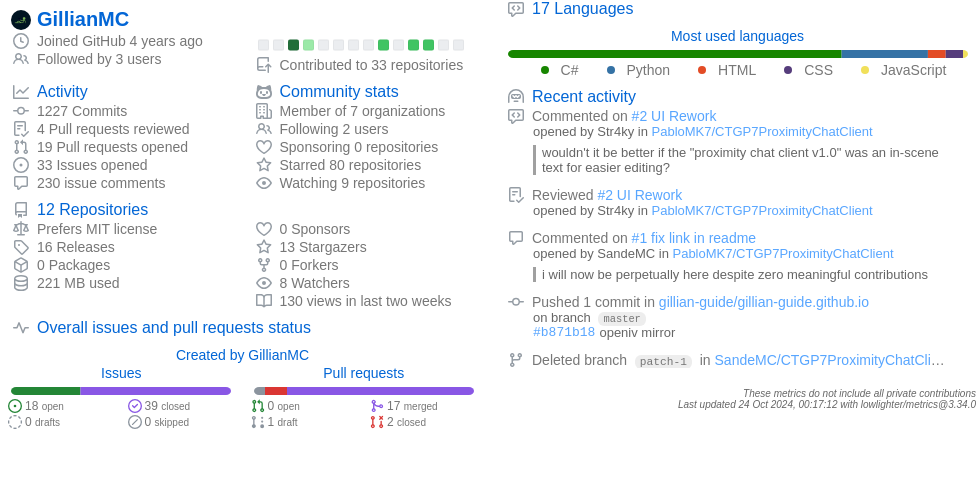 GillianMC
Joined GitHub 4 years ago
Followed by 3 users
Contributed to 33 repositories
Activity
1227 Commits
4 Pull requests reviewed
19 Pull requests opened
33 Issues opened
230 issue comments
Community stats
Member of 7 organizations
Following 2 users
Sponsoring 0 repositories
Starred 80 repositories
Watching 9 repositories
12 Repositories
Prefers MIT license
16 Releases
0 Packages
221 MB used
0 Sponsors
13 Stargazers
0 Forkers
8 Watchers
130 views in last two weeks
Overall issues and pull requests status
Created by GillianMC
Issues
18 open
39 closed
0 drafts
0 skipped
Pull requests
0 open
17 merged
1 draft
2 closed
17 Languages
Most used languages
C# Python HTML CSS JavaScript
Recent activity
Commented on #2 UI Rework
opened by Str4ky in PabloMK7/CTGP7ProximityChatClient
wouldn't it be better if the "proximity chat client v1.0" was an in-scene
text for easier editing?
Reviewed #2 UI Rework
opened by Str4ky in PabloMK7/CTGP7ProximityChatClient
Commented on #1 fix link in readme
opened by SandeMC in PabloMK7/CTGP7ProximityChatClient
i will now be perpetually here despite zero meaningful contributions
Pushed 1 commit in gillian-guide/gillian-guide.github.io
on branch master
#b871b18 openiv mirror
Deleted branch patch-1 in SandeMC/CTGP7ProximityChatCli…
These metrics do not include all private contributions
Last updated 24 Oct 2024, 00:17:12 with lowlighter/metrics@3.34.0